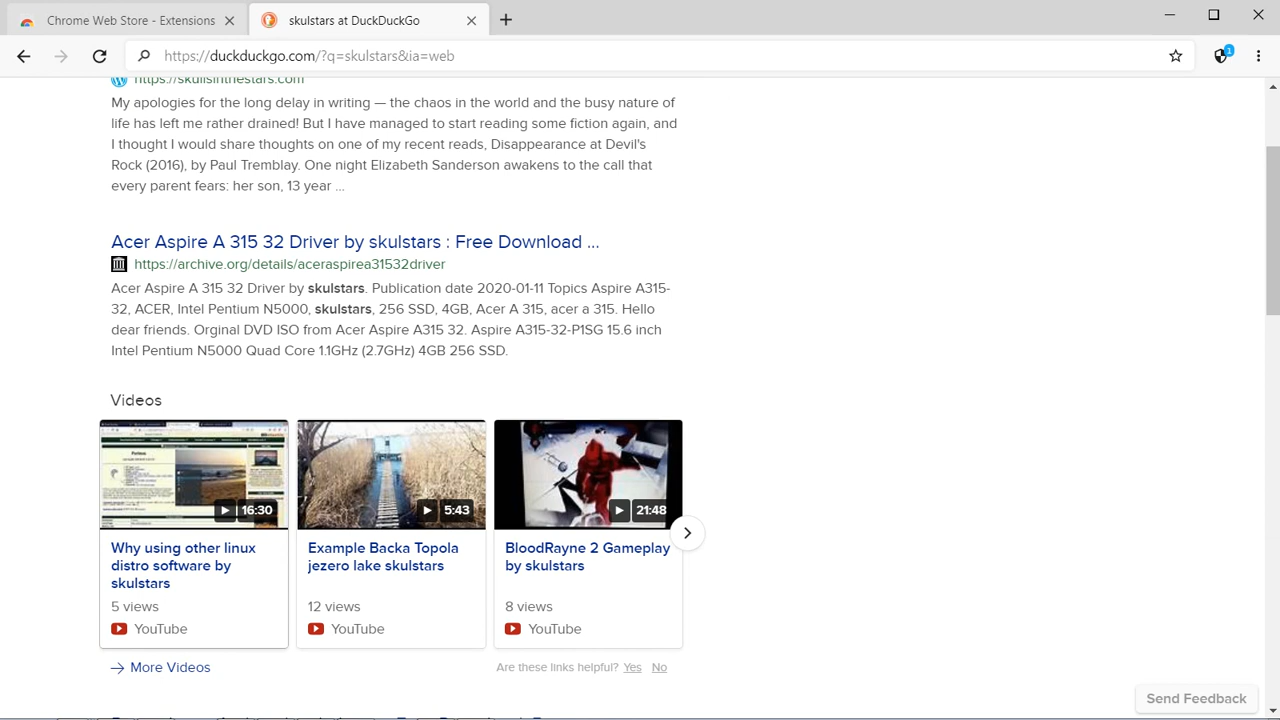 Chrome Web Store - Extensions
skulstars at DuckDuckGo
https://duckduckgo.com/?q=skulstars&ia=web
1
https://skullsinthestars.com
My apologies for the long delay in writing — the chaos in the world and the busy nature of
life has left me rather drained! But I have managed to start reading some fiction again, and
I thought I would share thoughts on one of my recent reads, Disappearance at Devil's
Rock (2016), by Paul Tremblay. One night Elizabeth Sanderson awakens to the call that
every parent fears: her son, 13 year ...
Acer Aspire A 315 32 Driver by skulstars : Free Download ...
https://archive.org/details/aceraspirea31532driver
Acer Aspire A 315 32 Driver by skulstars. Publication date 2020-01-11 Topics Aspire A315-
32, ACER, Intel Pentium N5000, skulstars, 256 SSD, 4GB, Acer A 315, acer a 315. Hello
dear friends. Orginal DVD ISO from Acer Aspire A315 32. Aspire A315-32-P1SG 15.6 inch
Intel Pentium N5000 Quad Core 1.1GHz (2.7GHz) 4GB 256 SSD.
Videos
16:30
5:43
21:48
Why using other linux
distro software by
skulstars
5 views
YouTube
Example Backa Topola
jezero lake skulstars
12 views
YouTube
BloodRayne 2 Gameplay
by skulstars
8 views
YouTube
More Videos
Are these links helpful? Yes No
Send Feedback